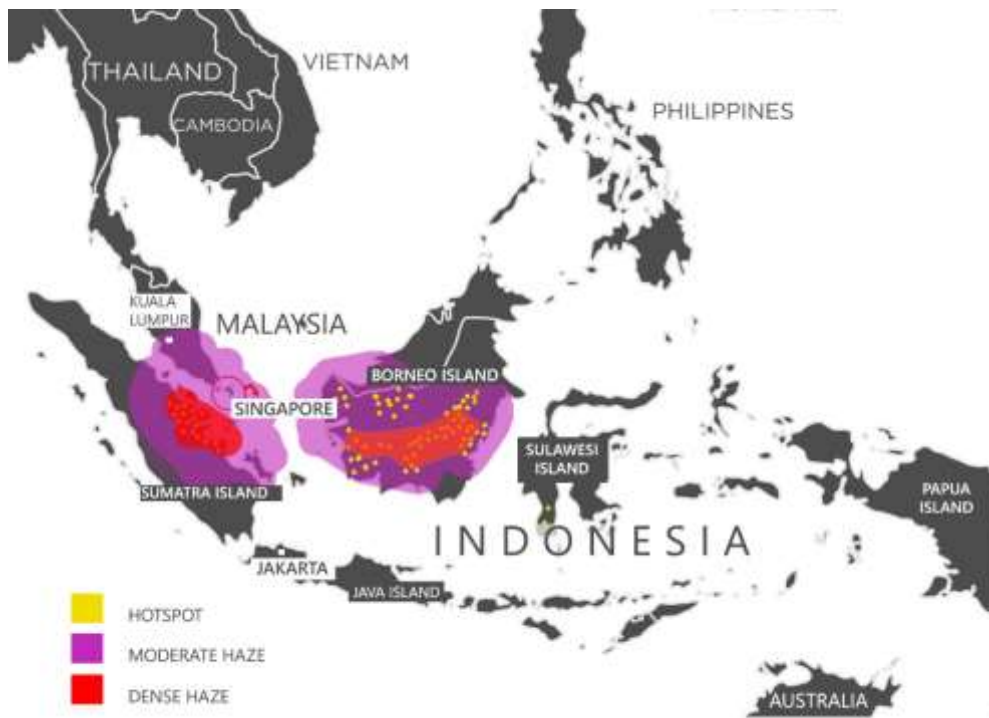 VIETNAM
THAILAND
PHILIPPINES
CAMBODIA
KUALA
LUMPUR
MALAYSIA
BORNEO ISLAND
SINGAPORE
SULAWESI
ISLAND
SUMATRA ISLAND
PAPUA
ISLAND
INDONESIA
JAKARTA
JAVA ISLAND
HOTSPOT
MODERATE HAZE
DENSE HAZE
AUSTRALIA